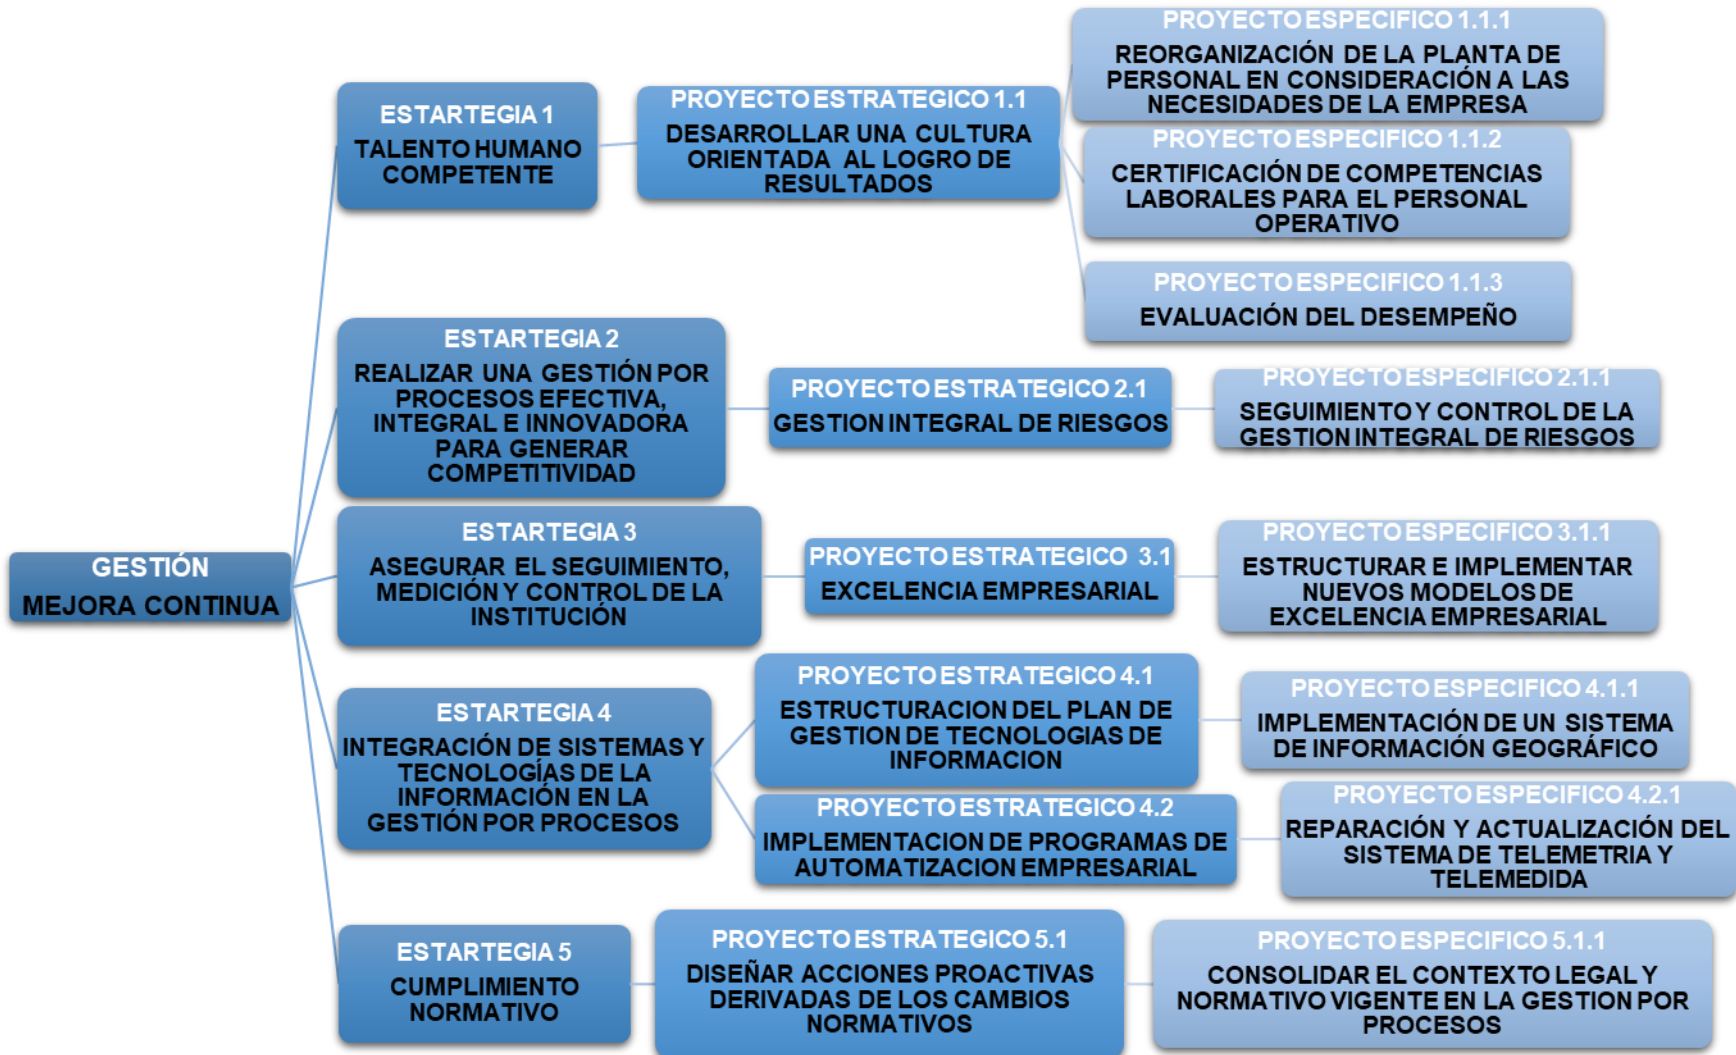 GESTIÓN
MEJORA CONTINUA
ESTARTEGIA 1
TALENTO HUMANO
COMPETENTE
PROYECTO ESTRATEGICO 1.1
DESARROLLAR UNA CULTURA
ORIENTADA AL LOGRO DE
RESULTADOS
PROYECTO ESPECIFICO 1.1.1
REORGANIZACIÓN DE LA PLANTA DE
PERSONAL EN CONSIDERACIÓN A LAS
NECESIDADES DE LA EMPRESA
PROYECTO ESPECIFICO 1.1.2
CERTIFICACIÓN DE COMPETENCIAS
LABORALES PARA EL PERSONAL
OPERATIVO
PROYECTO ESPECIFICO 1.1.3
EVALUACIÓN DEL DESEMPEÑO
ESTARTEGIA 2
REALIZAR UNA GESTIÓN POR
PROCESOS EFECTIVA,
INTEGRAL E INNOVADORA
PARA GENERAR
COMPETITIVIDAD
PROYECTO ESTRATEGICO 2.1
GESTION INTEGRAL DE RIESGOS
PROYECTO ESPECIFICO 2.1.1
SEGUIMIENTO Y CONTROL DE LA
GESTION INTEGRAL DE RIESGOS
ESTARTEGIA 3
ASEGURAR EL SEGUIMIENTO,
MEDICIÓN Y CONTROL DE LA
INSTITUCIÓN
PROYECTO ESTRATEGICO 3.1
EXCELENCIA EMPRESARIAL
PROYECTO ESPECIFICO 3.1.1
ESTRUCTURAR E IMPLEMENTAR
NUEVOS MODELOS DE
EXCELENCIA EMPRESARIAL
ESTARTEGIA 4
INTEGRACIÓN DE SISTEMAS Y
TECNOLOGÍAS DE LA
INFORMACIÓN EN LA
GESTIÓN POR PROCESOS
PROYECTO ESTRATEGICO 4.1
ESTRUCTURACION DEL PLAN DE
GESTION DE TECNOLOGIAS DE
INFORMACION
PROYECTO ESPECIFICO 4.1.1
IMPLEMENTACIÓN DE UN SISTEMA
DE INFORMACIÓN GEOGRÁFICO
PROYECTO ESTRATEGICO 4.2
IMPLEMENTACION DE PROGRAMAS DE
AUTOMATIZACION EMPRESARIAL
PROYECTO ESPECIFICO 4.2.1
REPARACIÓN Y ACTUALIZACIÓN DEL
SISTEMA DE TELEMETRIA Y
TELEMEDIDA
ESTARTEGIA 5
CUMPLIMIENTO
NORMATIVO
PROYECTO ESTRATEGICO 5.1
DISEÑAR ACCIONES PROACTIVAS
DERIVADAS DE LOS CAMBIOS
NORMATIVOS
PROYECTO ESPECIFICO 5.1.1
CONSOLIDAR EL CONTEXTO LEGAL Y
NORMATIVO VIGENTE EN LA GESTION POR
PROCESOS